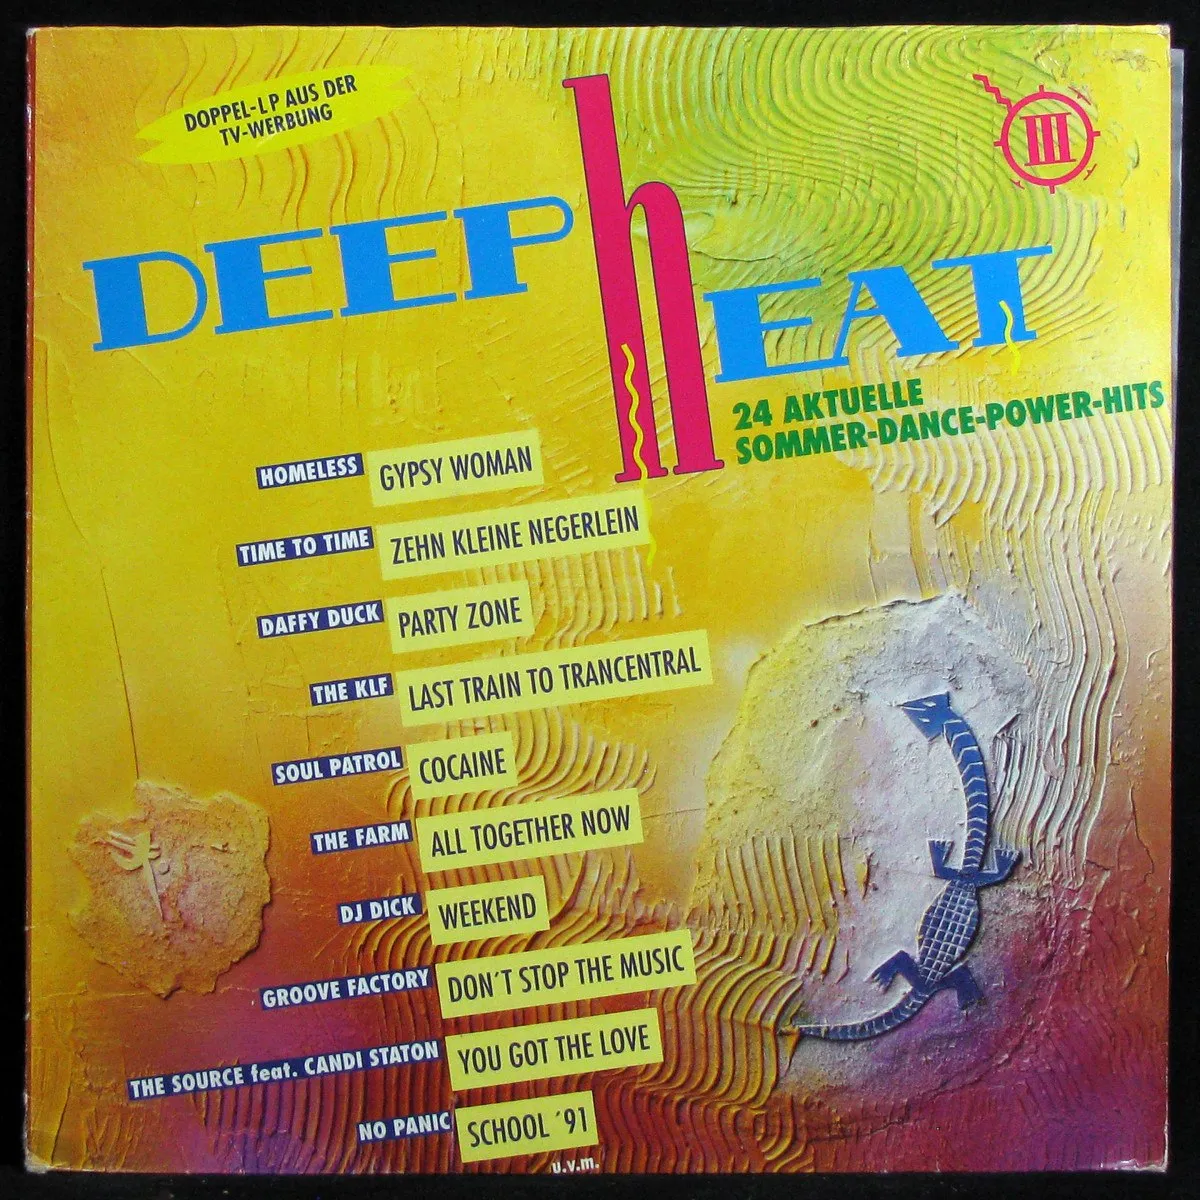 DOPPEL-LP AUS DER
TV-WERBUNG
III
DEEP hEAT
24 AKTUELLE
SOMMER-DANCE-POWER-HITS
HOMELESS GYPSY WOMAN
TIME TO TIME ZEHN KLEINE NEGERLEIN
DAFFY DUCK PARTY ZONE
THE KLF LAST TRAIN TO TRANCENTRAL
SOUL PATROL COCAINE
THE FARM ALL TOGETHER NOW
DJ DICK WEEKEND
GROOVE FACTORY DON'T STOP THE MUSIC
THE SOURCE feat. CANDI STATON YOU GOT THE LOVE
NO PANIC SCHOOL '91
u.v.m.